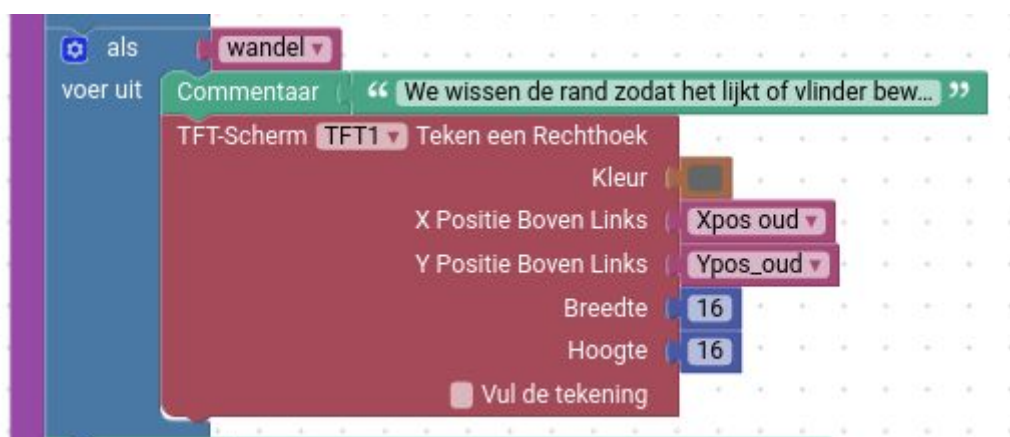 als wandel
voer uit Commentaar “ We wissen de rand zodat het lijkt of vlinder bew... ”
TFT-Scherm TFT1 Teken een Rechthoek
Kleur
X Positie Boven Links Xpos oud
Y Positie Boven Links Ypos_oud
Breedte 16
Hoogte 16
Vul de tekening